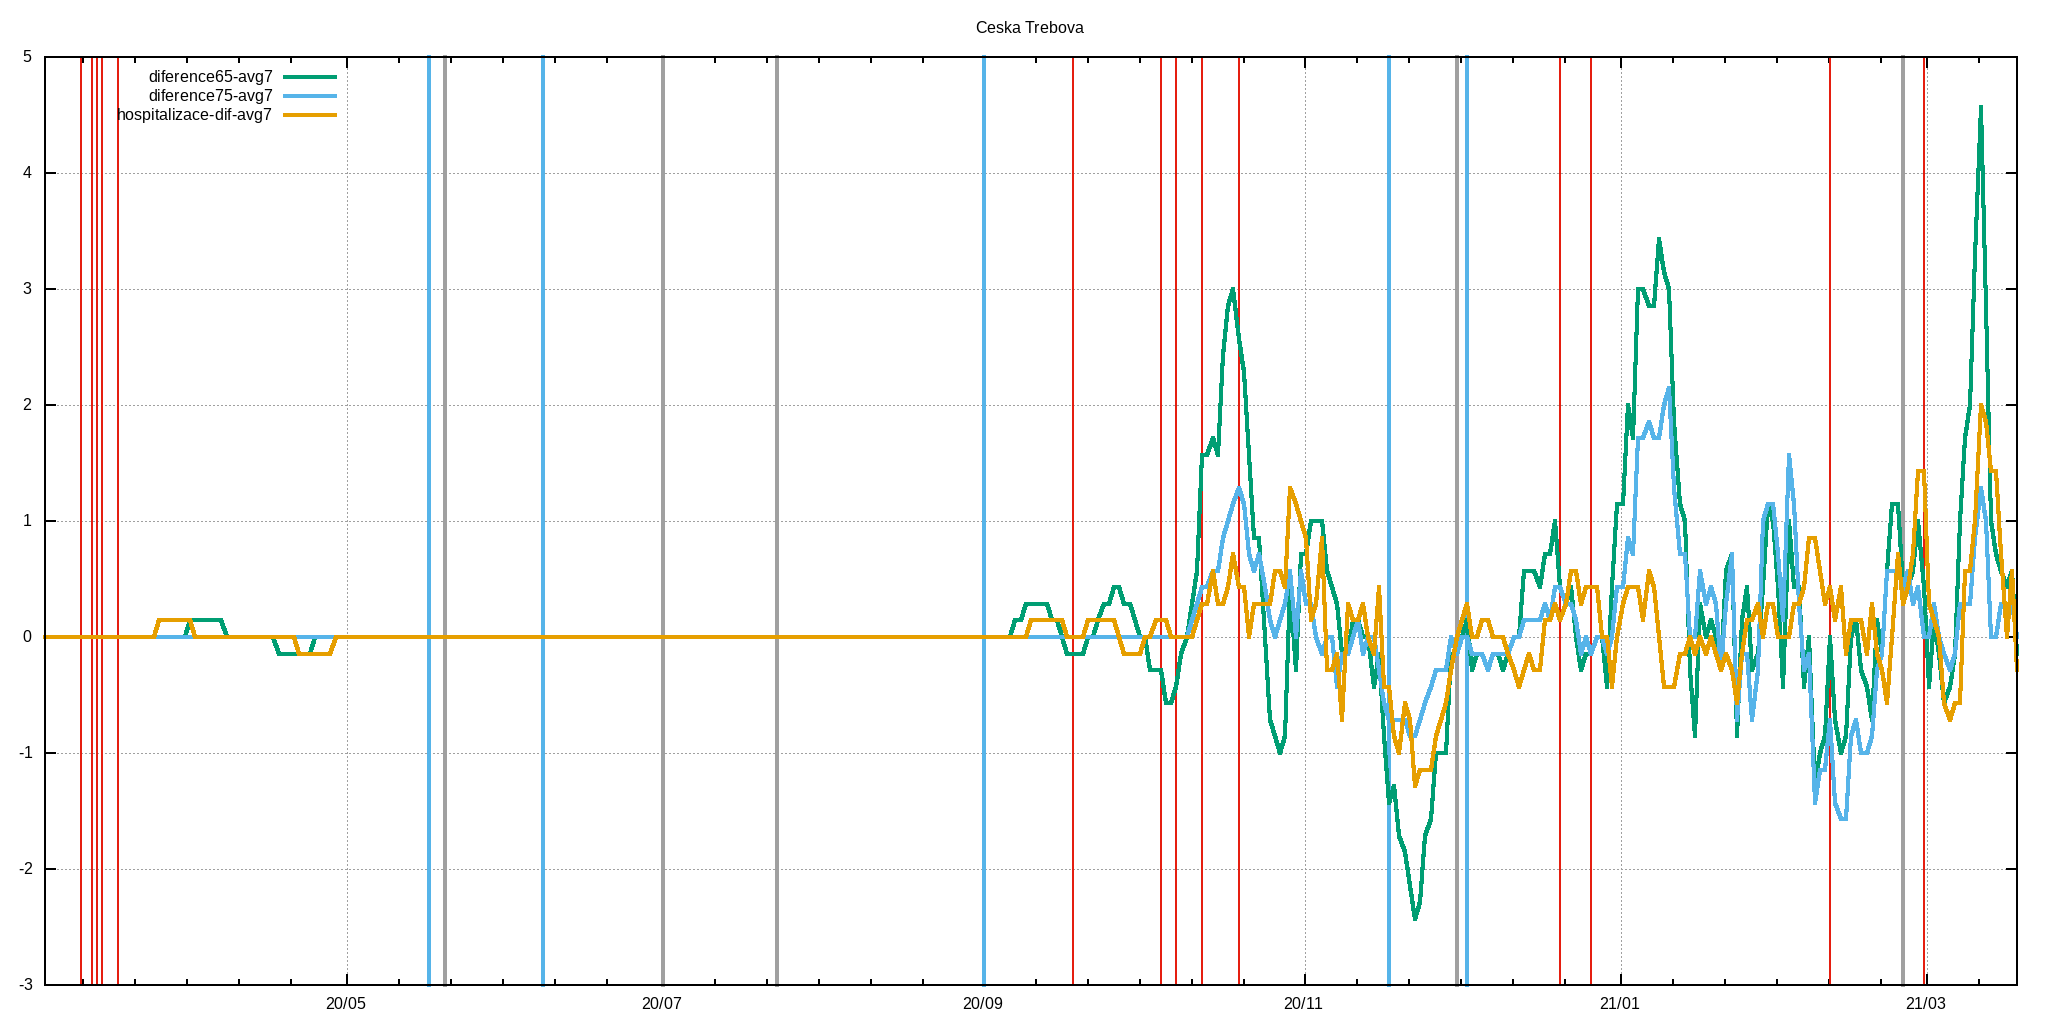 Ceska Trebova
5
diference65-avg7
diference75-avg7
hospitalizace-dif-avg7
4
3
2
1
0
-1
-2
-3
20/05 20/07 20/09 20/11 21/01 21/03